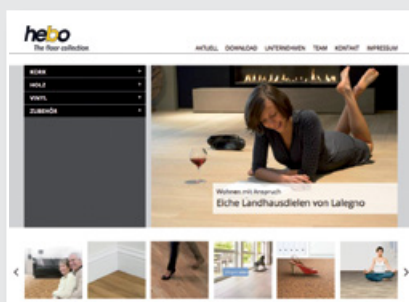 hebo
The floor collection
AKTUELL DOWNLOAD UNTERNEHMEN TEAM KONTAKT IMPRESSUM
KORK
HOLZ
VINYL
ZUBEHÖR
Wohnen mit Anspruch
Eiche Landhausdielen von Lalegno